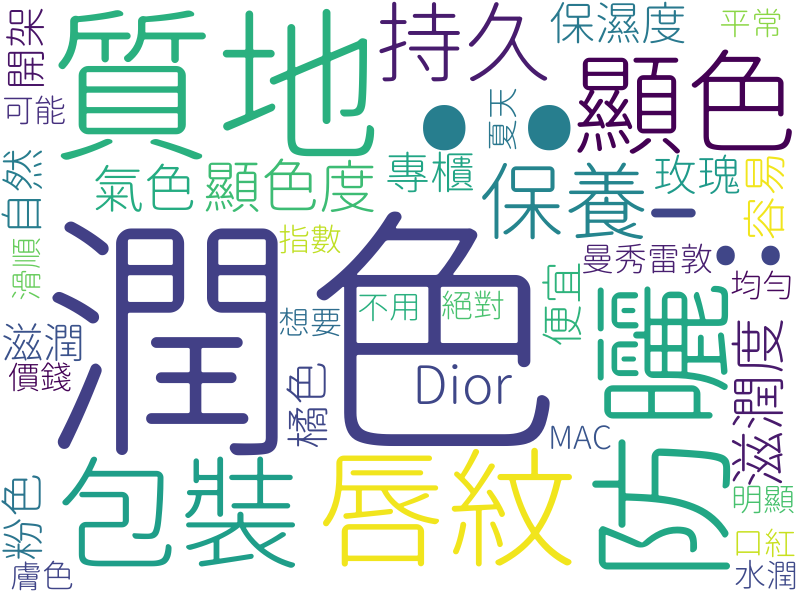 開架
質地
持久
保濕度
平常
可能
夏天
顯色
自然
氣色
顯色度
專櫃
保養
玫瑰
容易
滑順
潤色
指數
曼秀雷敦
均勻
滋潤
想要
不用
絕對
便宜
防曬
滋潤度
價錢
橘色
Dior
MAC
包裝
唇紋
粉色
明顯
口紅
膚色
水潤